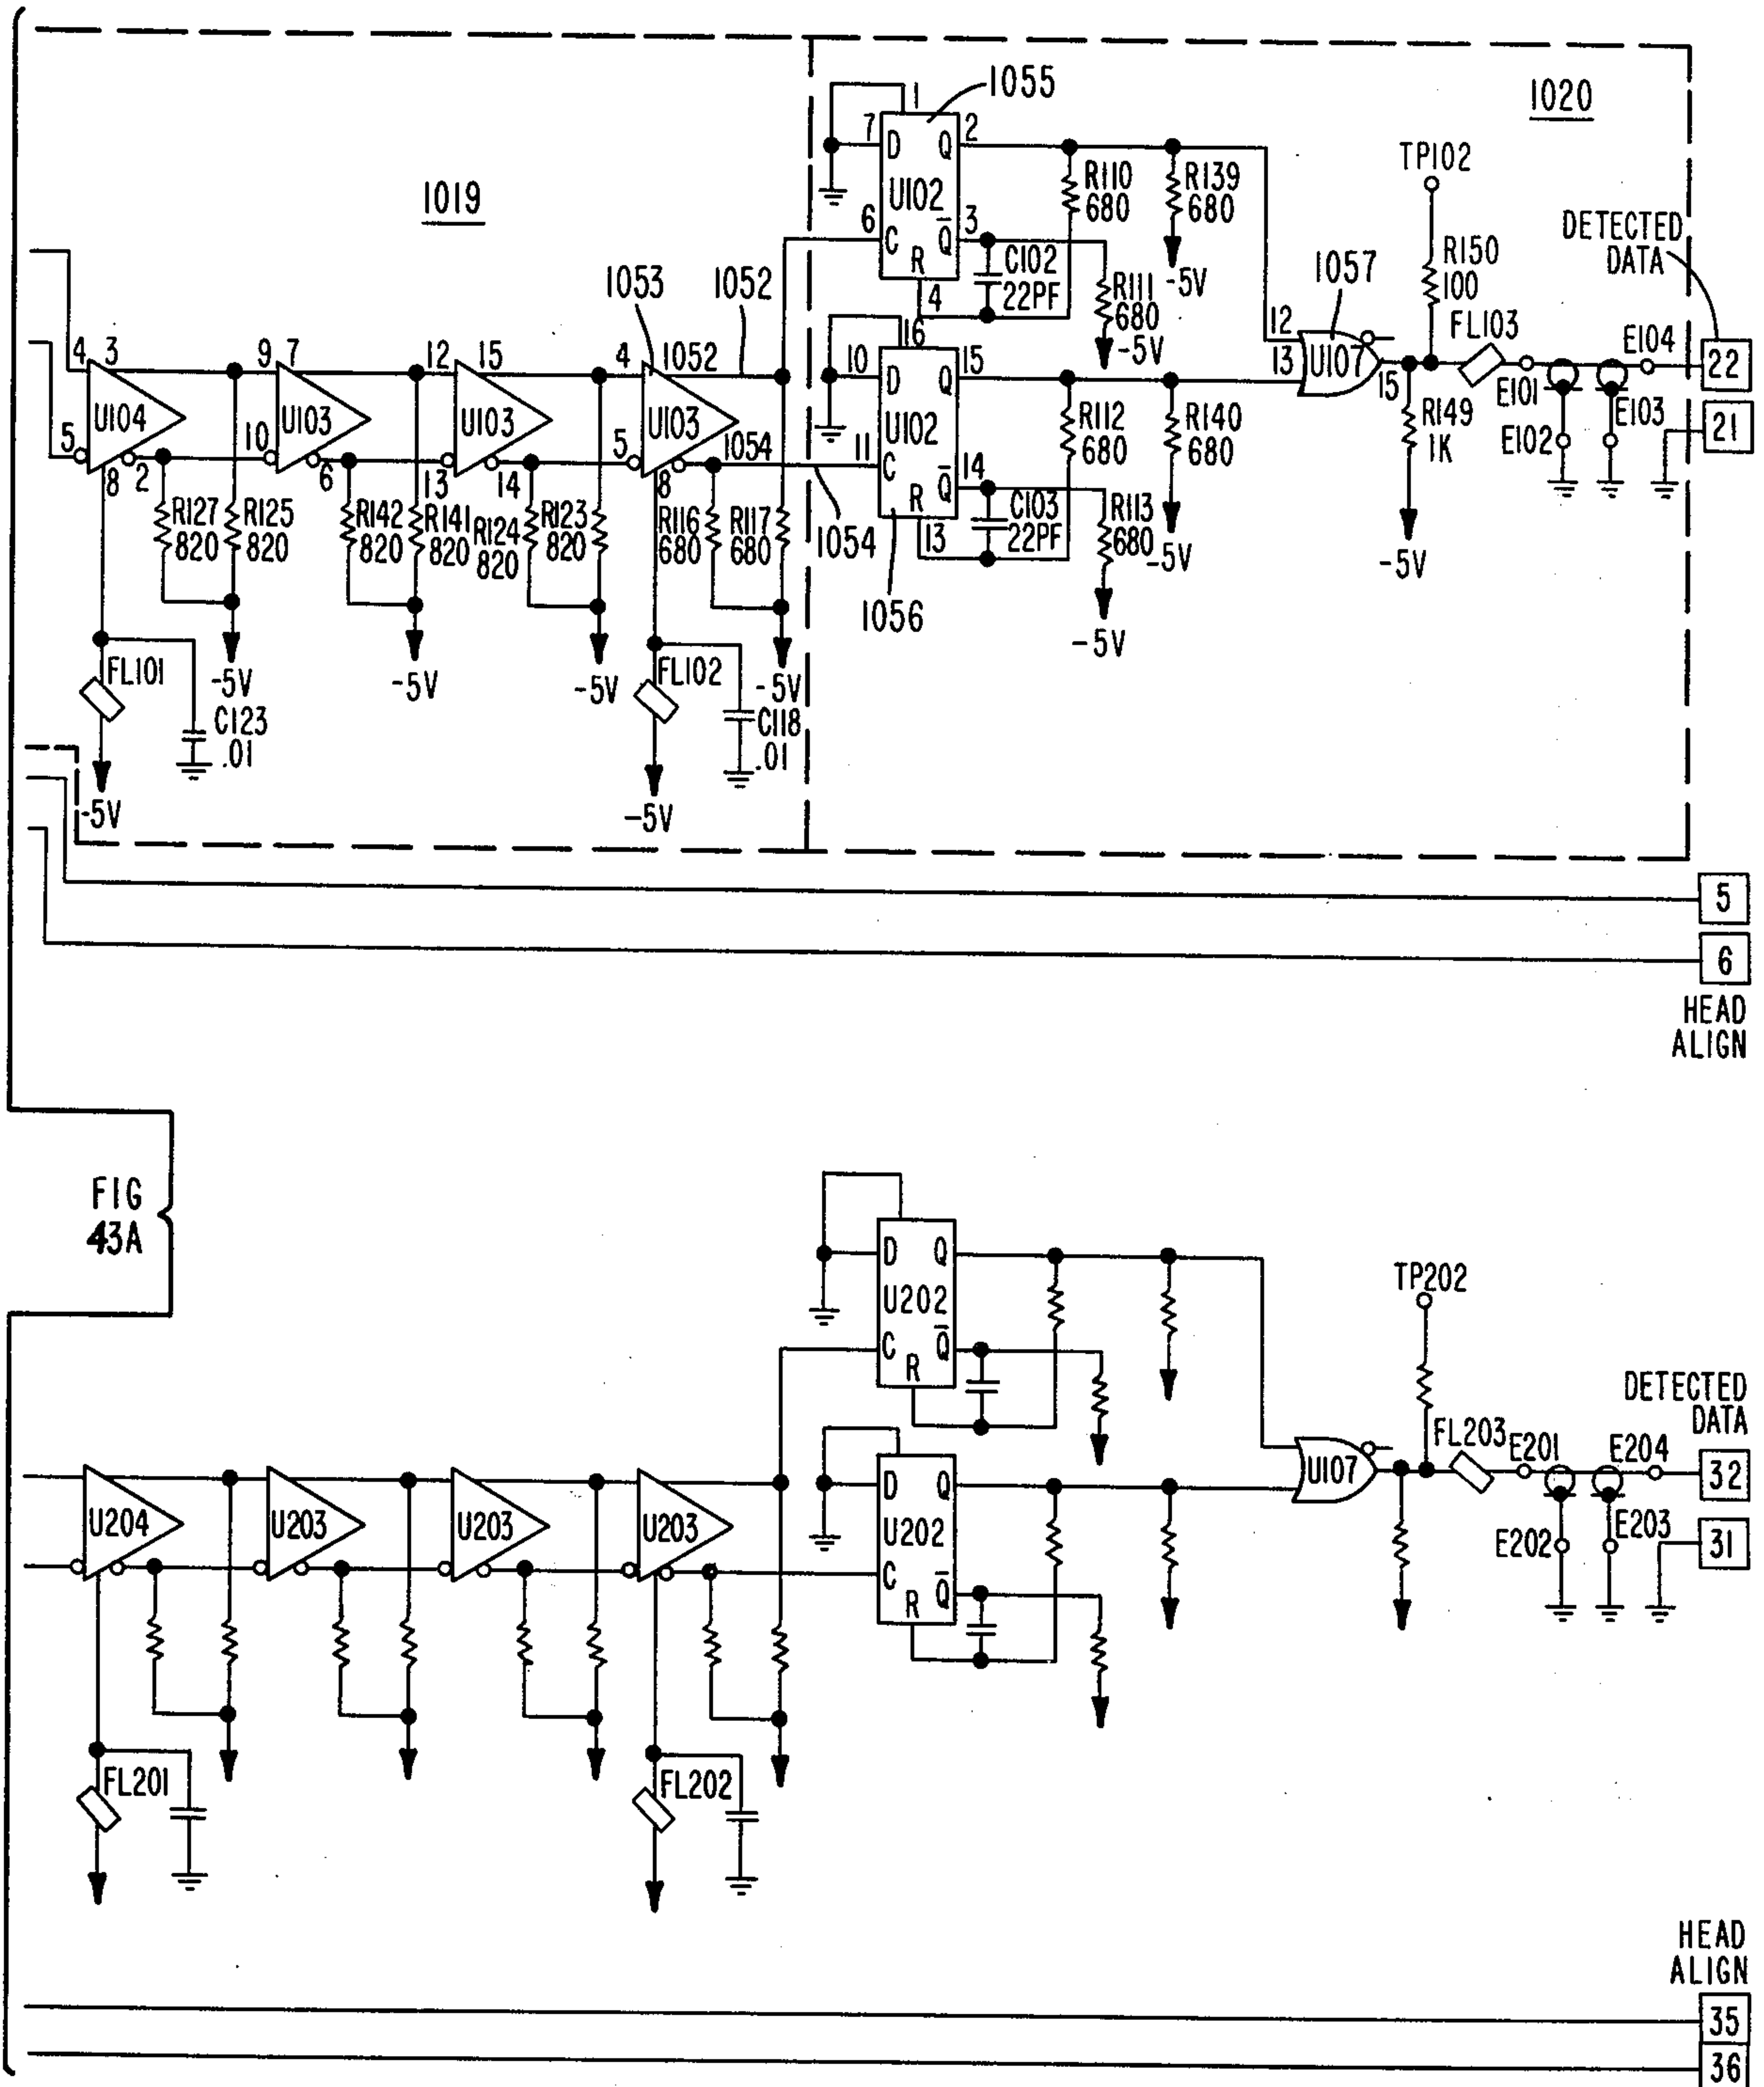 1019
1020
1055
1
7
D
Q
2
U102
6
C
Q
3
R
4
R110
680
R139
680
C102
22PF
R111
680
-5V
-5V
TP102
R150
100
DETECTED
DATA
1053
1052
1057
FL103
E104
22
12
13
U107
15
E101
E103
E102
21
R149
1K
-5V
4
3
U104
5
8
2
9
7
U103
10
6
12
15
U103
13
14
4
1052
U103
5
1054
8
16
10
D
Q
15
U102
11
C
Q
14
R
13
R112
680
R140
680
C103
22PF
R113
680
-5V
-5V
1054
1056
R127
820
R125
820
R142
820
R141
820
R124
820
R123
820
R116
680
R117
680
FL101
-5V
C123
.01
-5V
-5V
-5V
FL102
-5V
C118
.01
-5V
5
6
HEAD
ALIGN
FIG
43A
D
Q
U202
C
Q
R
TP202
DETECTED
DATA
FL203
E201
E204
32
U107
E202
E203
31
U204
U203
U203
U203
D
Q
U202
C
Q
R
FL201
FL202
HEAD
ALIGN
35
36